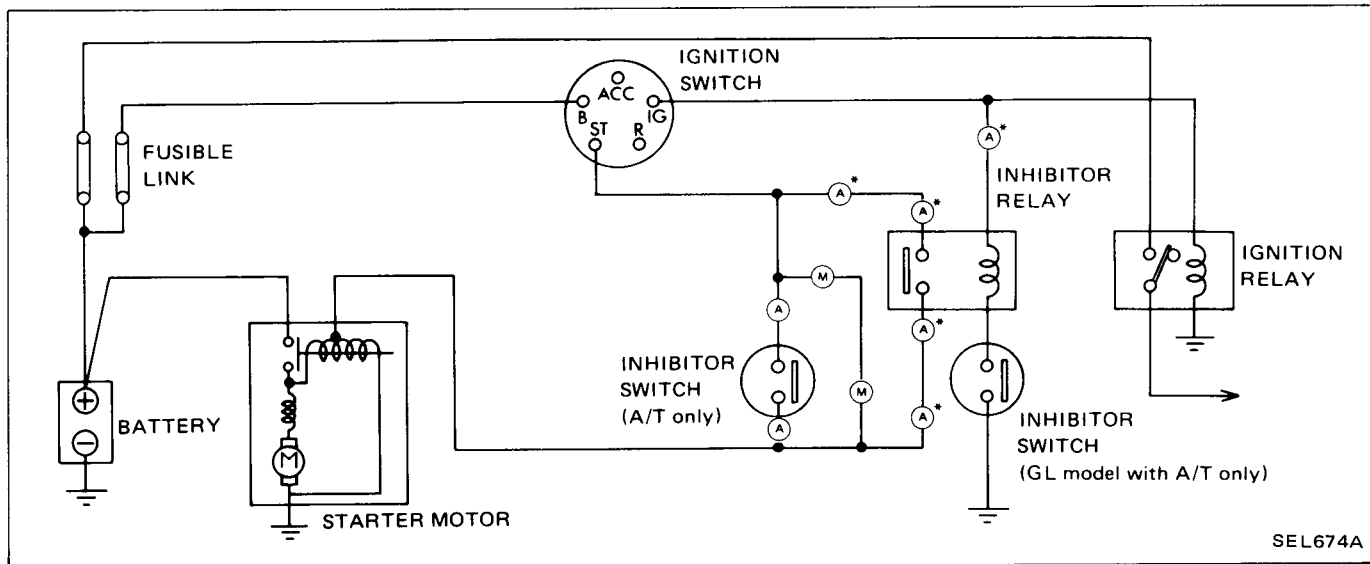 IGNITION
SWITCH
ACC
B
IG
ST
R
FUSIBLE
LINK
A*
INHIBITOR
RELAY
A*
A*
M
IGNITION
RELAY
A
A*
INHIBITOR
SWITCH
(A/T only)
M
A*
A
BATTERY
M
INHIBITOR
SWITCH
(GL model with A/T only)
STARTER MOTOR
SEL674A